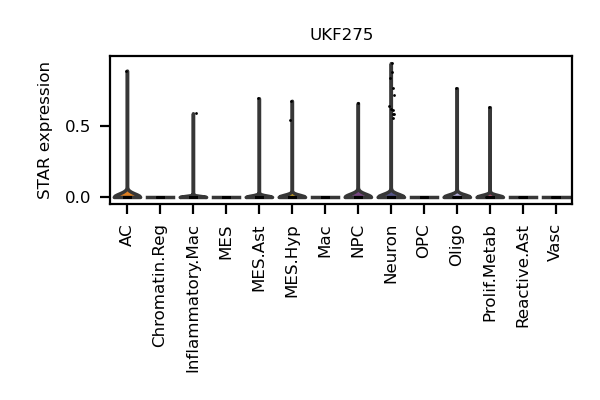 UKF275
STAR expression
0.5
0.0
AC
Chromatin.Reg
Inflammatory.Mac
MES
MES.Ast
MES.Hyp
Mac
NPC
Neuron
OPC
Oligo
Prolif.Metab
Reactive.Ast
Vasc